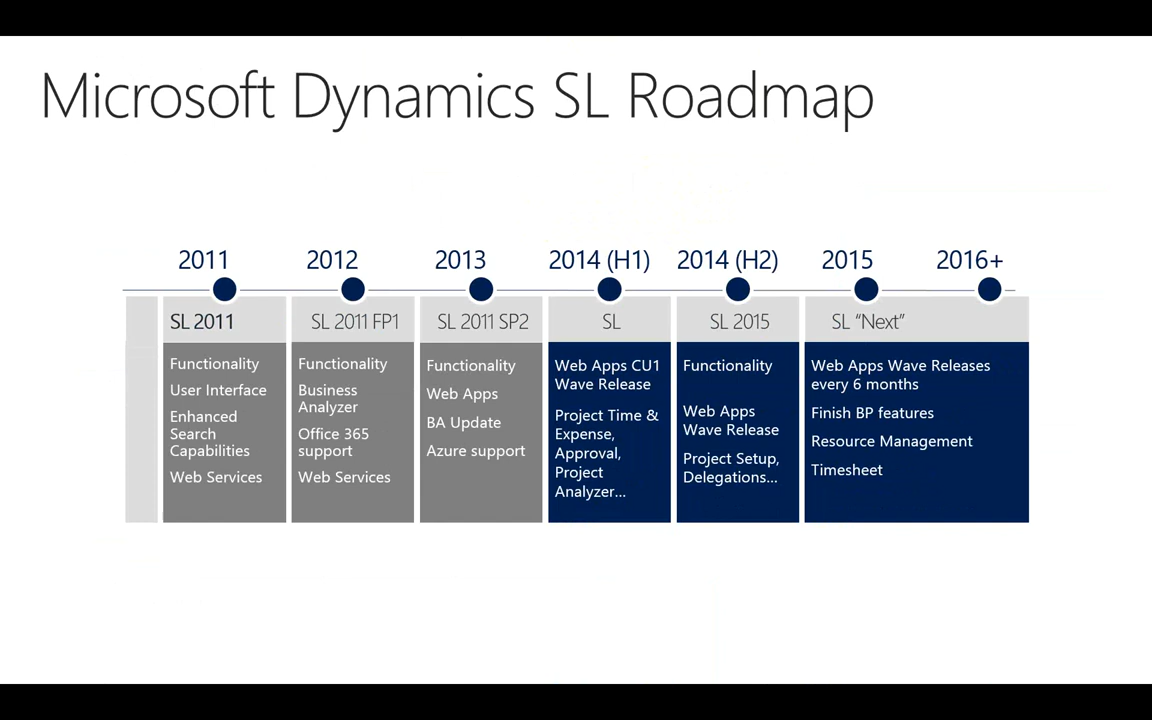 Microsoft Dynamics SL Roadmap
2011
2012
2013
2014 (H1)
2014 (H2)
2015
2016+
SL 2011
SL 2011 FP1
SL 2011 SP2
SL
SL 2015
SL “Next”
Functionality
User Interface
Enhanced
Search
Capabilities
Web Services
Functionality
Business
Analyzer
Office 365
support
Web Services
Functionality
Web Apps
BA Update
Azure support
Web Apps CU1
Wave Release
Project Time &
Expense,
Approval,
Project
Analyzer...
Functionality
Web Apps
Wave Release
Project Setup,
Delegations...
Web Apps Wave Releases
every 6 months
Finish BP features
Resource Management
Timesheet